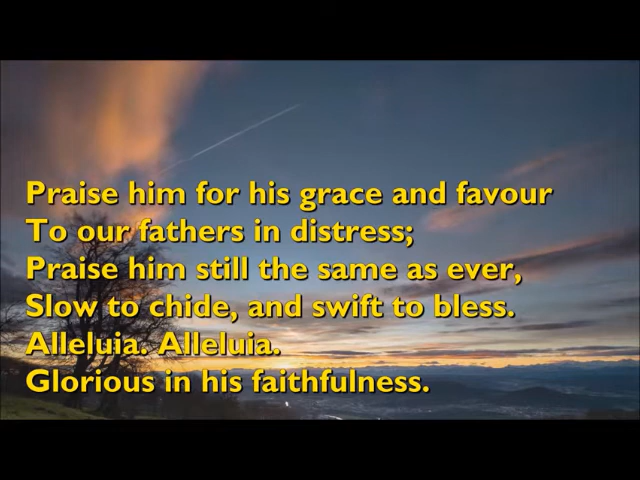 Praise him for his grace and favour
To our fathers in distress;
Praise him still the same as ever,
Slow to chide, and swift to bless.
Alleluia. Alleluia.
Glorious in his faithfulness.